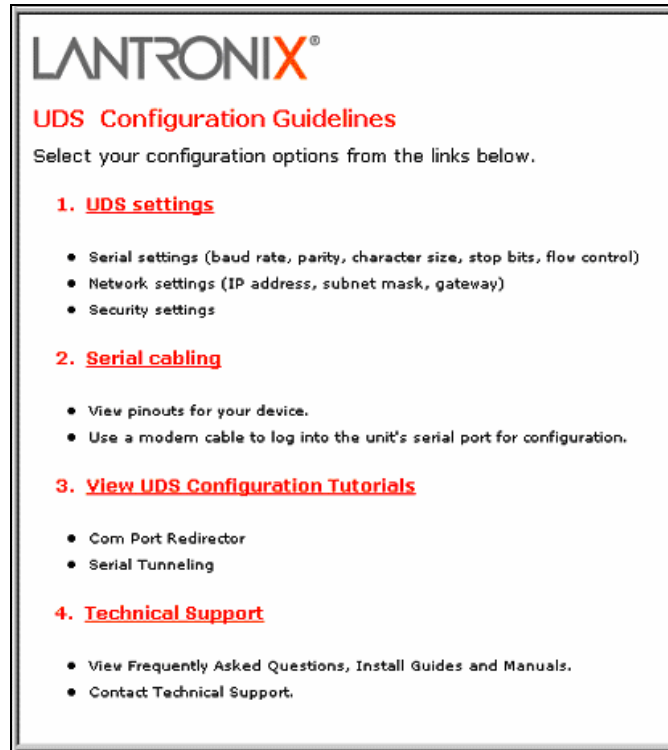 LANTRONIX®
UDS Configuration Guidelines
Select your configuration options from the links below.
1. UDS settings
• Serial settings (baud rate, parity, character size, stop bits, flow control)
• Network settings (IP address, subnet mask, gateway)
• Security settings
2. Serial cabling
• View pinouts for your device.
• Use a modem cable to log into the unit's serial port for configuration.
3. View UDS Configuration Tutorials
• Com Port Redirector
• Serial Tunneling
4. Technical Support
• View Frequently Asked Questions, Install Guides and Manuals.
• Contact Technical Support.